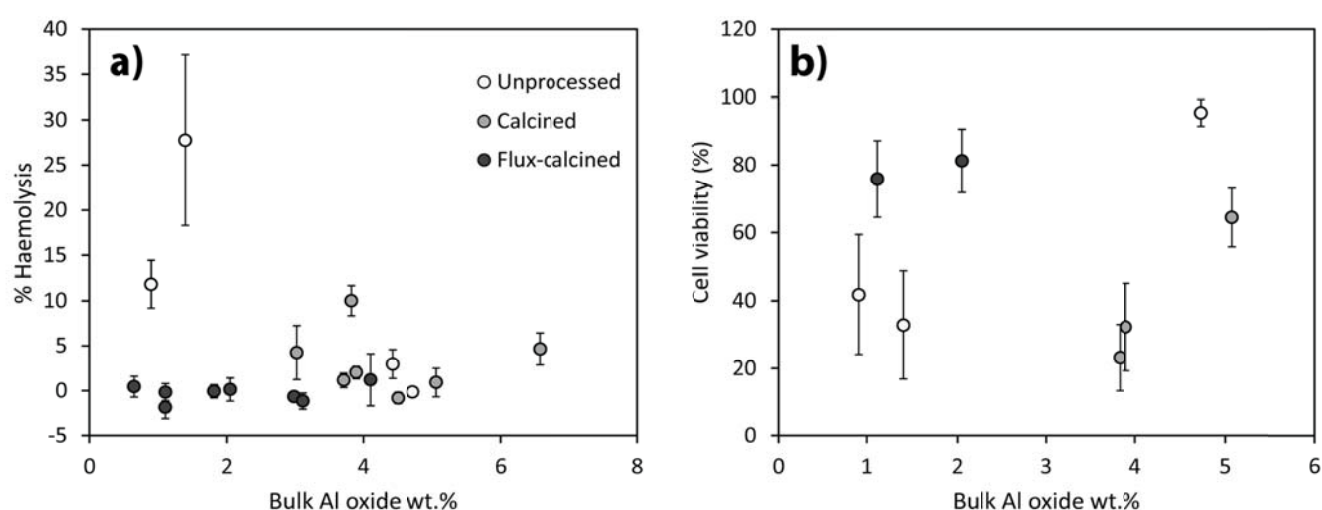 a)
Unprocessed
Calcined
Flux-calcined
40
35
30
25
20
15
10
5
0
-5
% Haemolysis
0 2 4 6 8
Bulk Al oxide wt.%
b)
120
100
80
60
40
20
0
Cell viability (%)
0 1 2 3 4 5 6
Bulk Al oxide wt.%